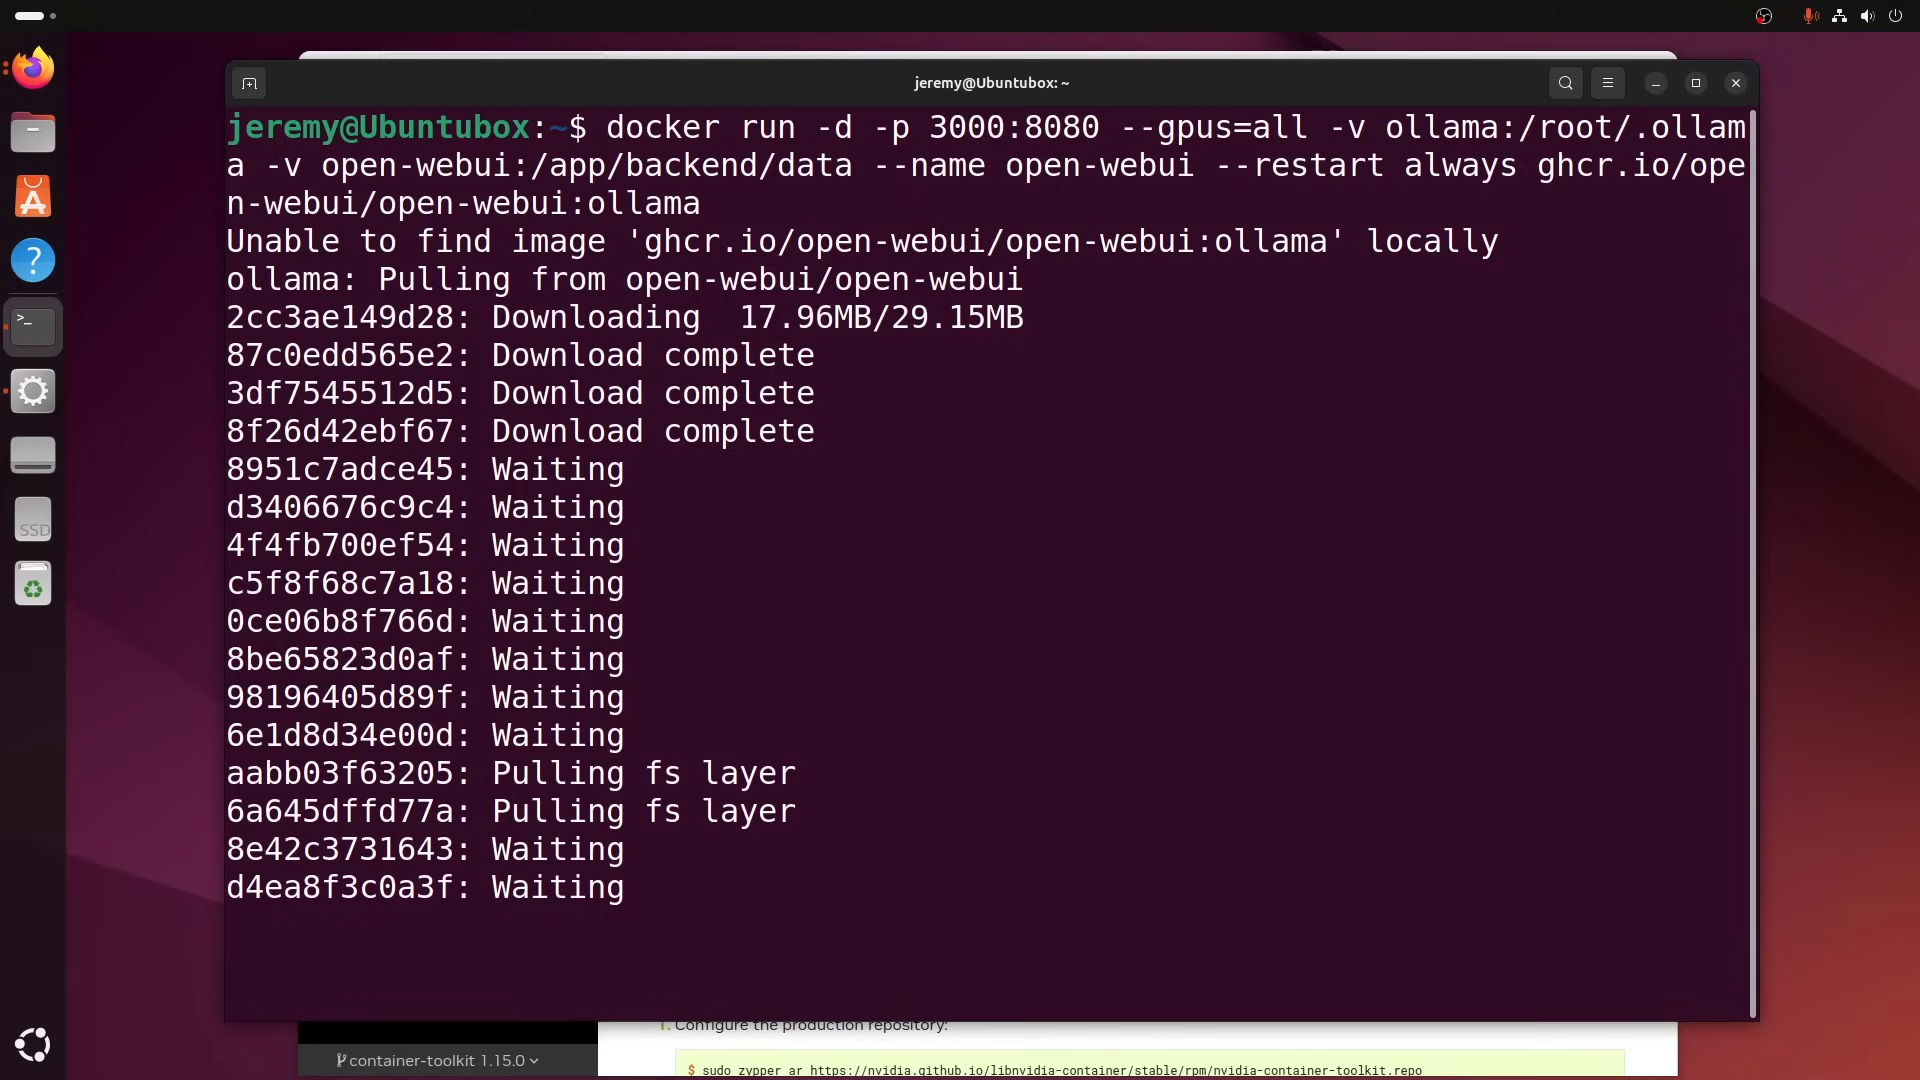 jeremy@Ubuntubox: ~
jeremy@Ubuntubox:~$ docker run -d -p 3000:8080 --gpus=all -v ollama:/root/.ollam
a -v open-webui:/app/backend/data --name open-webui --restart always ghcr.io/ope
n-webui/open-webui:ollama
Unable to find image 'ghcr.io/open-webui/open-webui:ollama' locally
ollama: Pulling from open-webui/open-webui
2cc3ae149d28: Downloading  17.96MB/29.15MB
87c0edd565e2: Download complete
3df7545512d5: Download complete
8f26d42ebf67: Download complete
8951c7adce45: Waiting
d3406676c9c4: Waiting
4f4fb700ef54: Waiting
c5f8f68c7a18: Waiting
0ce06b8f766d: Waiting
8be65823d0af: Waiting
98196405d89f: Waiting
6e1d8d34e00d: Waiting
aabb03f63205: Pulling fs layer
6a645dffd77a: Pulling fs layer
8e42c3731643: Waiting
d4ea8f3c0a3f: Waiting
SSD
1. Configure the production repository:
container-toolkit 1.15.0
$ sudo zypper ar https://nvidia.github.io/libnvidia-container/stable/rpm/nvidia-container-toolkit.repo